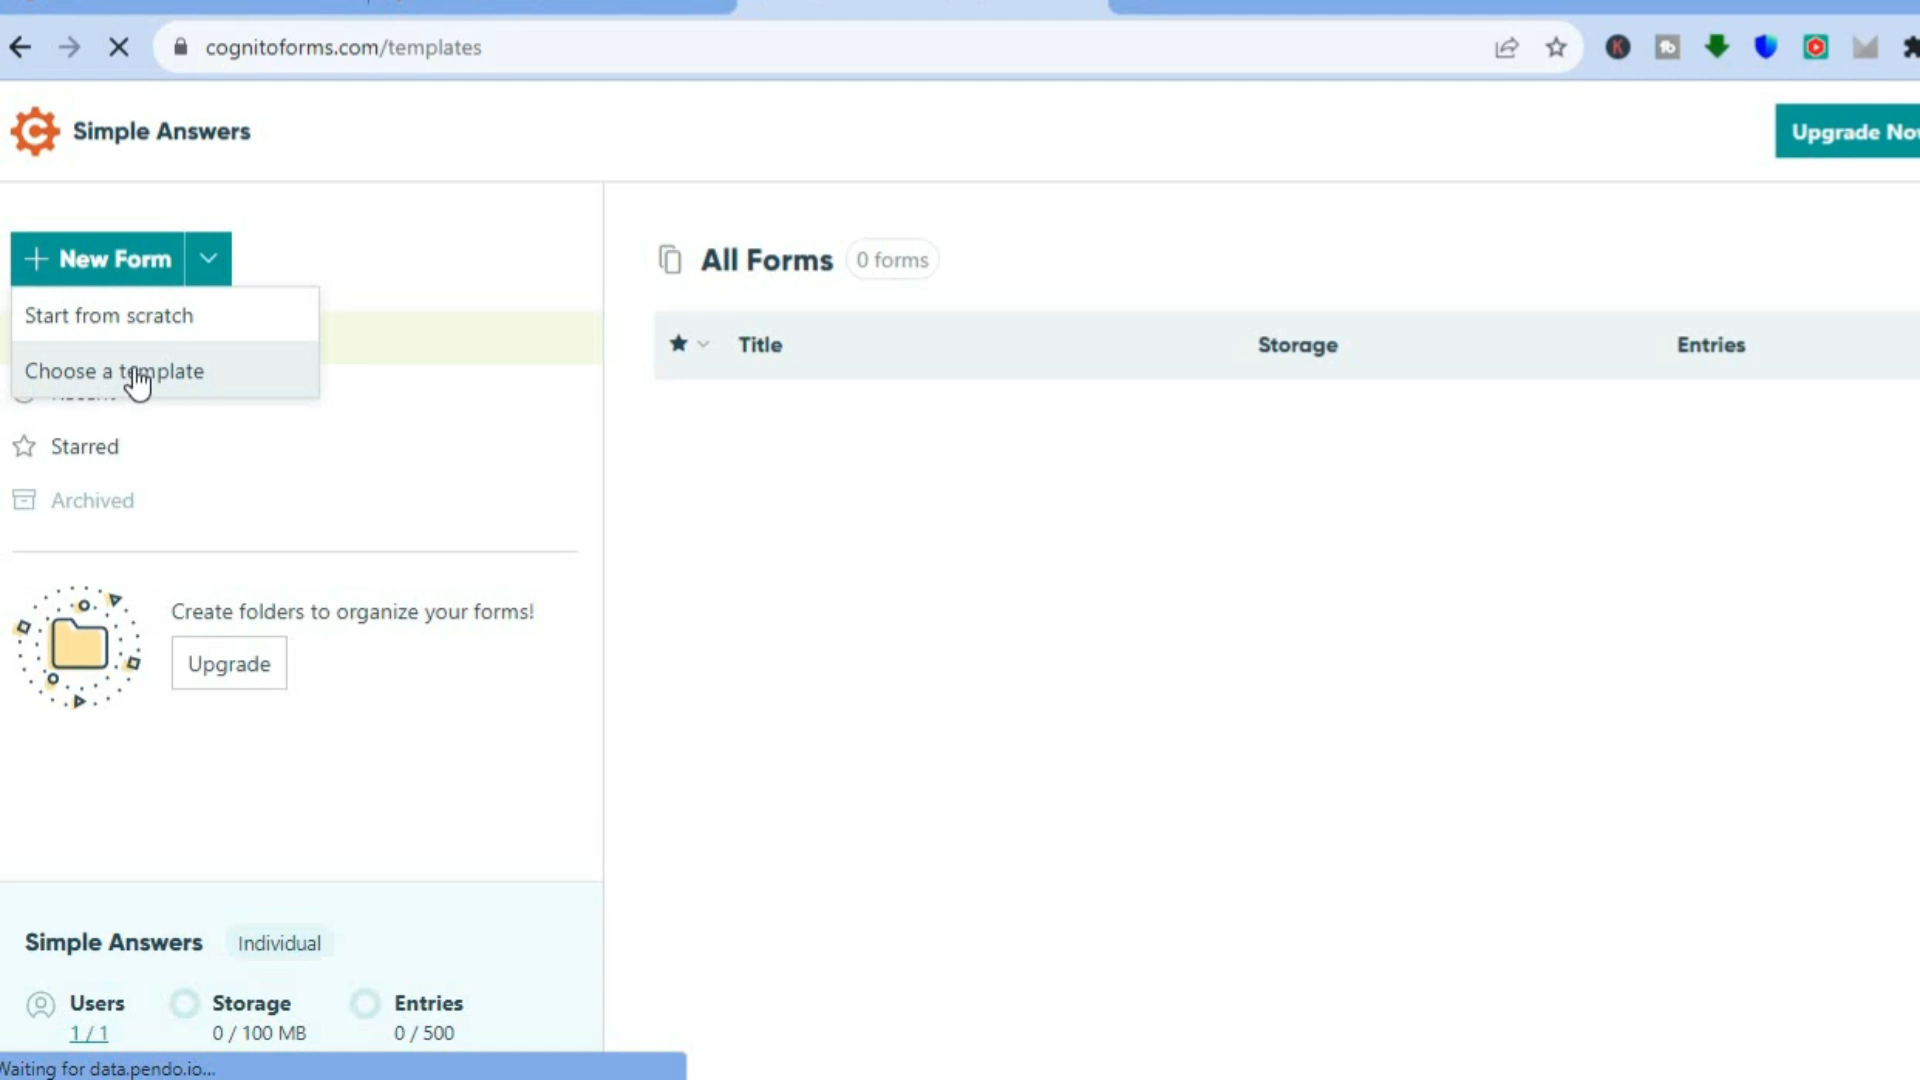 cognitoforms.com/templates
Simple Answers
Upgrade
New Form
Start from scratch
Choose a template
Starred
Archived
Create folders to organize your forms!
Upgrade
All Forms 0 forms
Title Storage Entries
Simple Answers Individual
Users Storage Entries
1 / 1 0 / 100 MB 0 / 500
Waiting for data.pendo.io...